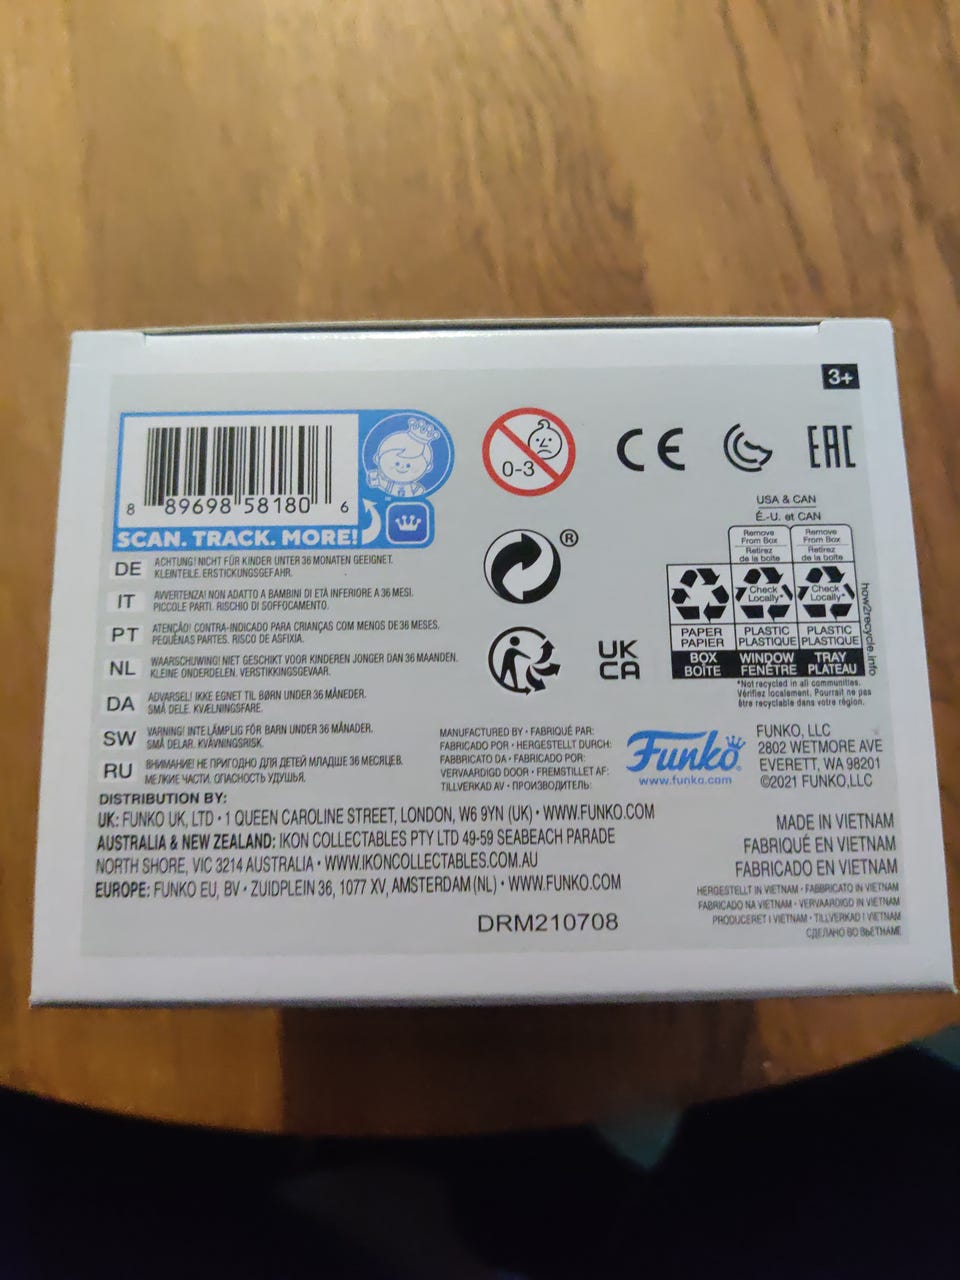 3+
8 89698 58180 6
SCAN. TRACK. MORE!
0-3
CE
EAC
®
UK
CA
USA & CAN
É.-U. et CAN
Remove From Box
Retirez de la boîte
Remove From Box
Retirez de la boîte
Check Locally*
Check Locally*
PAPER
PAPIER
PLASTIC
PLASTIQUE
PLASTIC
PLASTIQUE
BOX
BOÎTE
WINDOW
FENÊTRE
TRAY
PLATEAU
how2recycle.info
*Not recycled in all communities.
Vérifiez localement. Pourrait ne pas
être recyclable dans votre région.
DE ACHTUNG! NICHT FÜR KINDER UNTER 36 MONATEN GEEIGNET.
KLEINTEILE. ERSTICKUNGSGEFAHR.
IT AVVERTENZA! NON ADATTO A BAMBINI DI ETÀ INFERIORE A 36 MESI.
PICCOLE PARTI. RISCHIO DI SOFFOCAMENTO.
PT ATENÇÃO! CONTRA-INDICADO PARA CRIANÇAS COM MENOS DE 36 MESES.
PEQUENAS PARTES. RISCO DE ASFIXIA.
NL WAARSCHUWING! NIET GESCHIKT VOOR KINDEREN JONGER DAN 36 MAANDEN.
KLEINE ONDERDELEN. VERSTIKKINGSGEVAAR.
DA ADVARSEL! IKKE EGNET TIL BØRN UNDER 36 MÅNEDER.
SMÅ DELE. KVÆLNINGSFARE.
SW VARNING! INTE LÄMPLIG FÖR BARN UNDER 36 MÅNADER.
SMÅ DELAR. KVÄVNINGSRISK.
RU ВНИМАНИЕ! НЕ ПРИГОДНО ДЛЯ ДЕТЕЙ МЛАДШЕ 36 МЕСЯЦЕВ.
МЕЛКИЕ ЧАСТИ. ОПАСНОСТЬ УДУШЬЯ.
MANUFACTURED BY • FABRIQUÉ PAR:
FABRICADO POR • HERGESTELLT DURCH:
FABBRICATO DA • FABRICADO POR:
VERVAARDIGD DOOR • FREMSTILLET AF:
TILLVERKAD AV • ПРОИЗВОДИТЕЛЬ:
Funko
www.funko.com
FUNKO, LLC
2802 WETMORE AVE
EVERETT, WA 98201
©2021 FUNKO,LLC
DISTRIBUTION BY:
UK: FUNKO UK, LTD • 1 QUEEN CAROLINE STREET, LONDON, W6 9YN (UK) • WWW.FUNKO.COM
AUSTRALIA & NEW ZEALAND: IKON COLLECTABLES PTY LTD 49-59 SEABEACH PARADE
NORTH SHORE, VIC 3214 AUSTRALIA • WWW.IKONCOLLECTABLES.COM.AU
EUROPE: FUNKO EU, BV • ZUIDPLEIN 36, 1077 XV, AMSTERDAM (NL) • WWW.FUNKO.COM
DRM210708
MADE IN VIETNAM
FABRIQUÉ EN VIETNAM
FABRICADO EN VIETNAM
HERGESTELLT IN VIETNAM • FABBRICATO IN VIETNAM
FABRICADO NA VIETNAM • VERVAARDIGD IN VIETNAM
PRODUCERET I VIETNAM • TILLVERKAD I VIETNAM
СДЕЛАНО ВО ВЬЕТНАМЕ